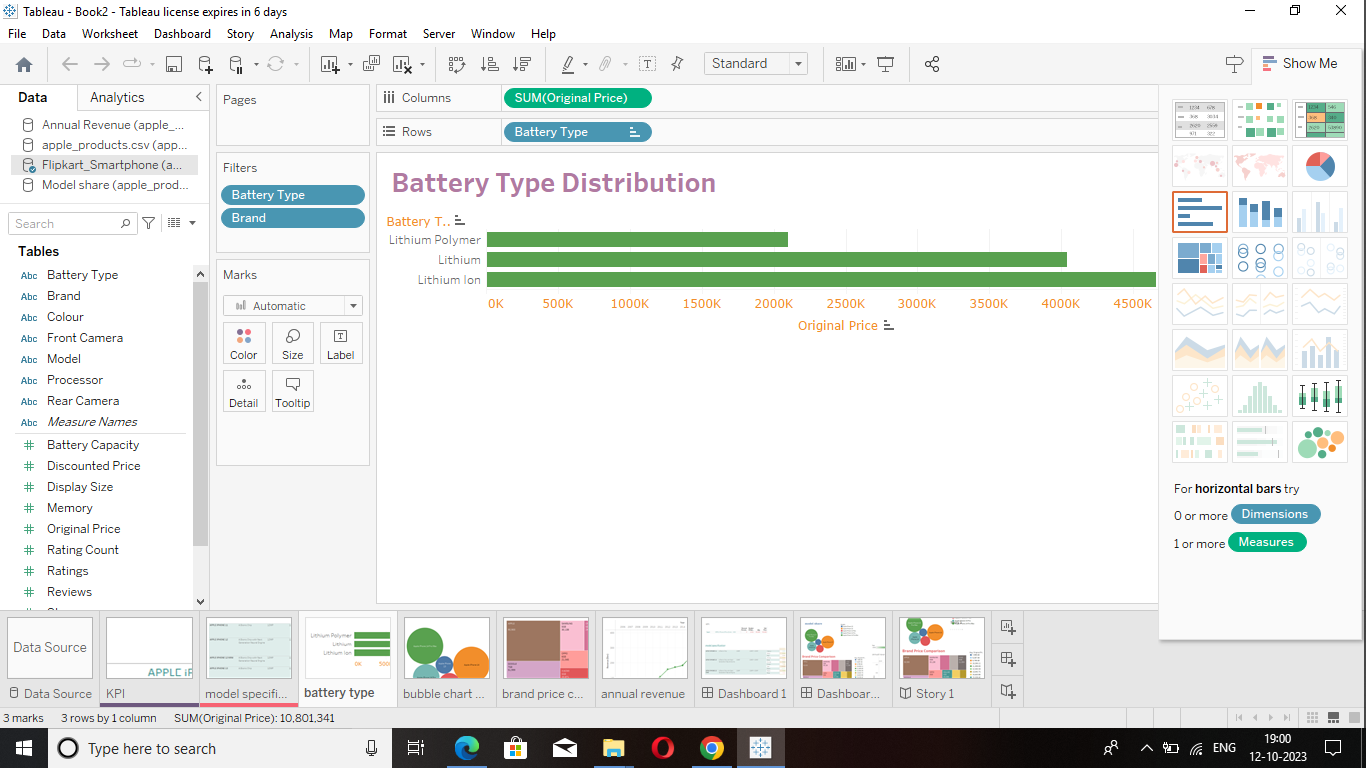 Tableau - Book2 - Tableau license expires in 6 days
File Data Worksheet Dashboard Story Analysis Map Format Server Window Help
Standard
Show Me
Data Analytics
Annual Revenue (apple_...
apple_products.csv (app...
Flipkart_Smartphone (a...
Model share (apple_prod...
Search
Tables
Abc Battery Type
Abc Brand
Abc Colour
Abc Front Camera
Abc Model
Abc Processor
Abc Rear Camera
Abc Measure Names
# Battery Capacity
# Discounted Price
# Display Size
# Memory
# Original Price
# Rating Count
# Ratings
# Reviews
Pages
Filters
Battery Type
Brand
Marks
Automatic
Color Size Label
Detail Tooltip
Columns SUM(Original Price)
Rows Battery Type
Battery Type Distribution
Battery T..
Lithium Polymer
Lithium
Lithium Ion
0K 500K 1000K 1500K 2000K 2500K 3000K 3500K 4000K 4500K
Original Price
For horizontal bars try
0 or more Dimensions
1 or more Measures
Data Source
APPLE iP
Lithium Polymer
Lithium
Lithium Ion
0K 500
Data Source KPI model specifi... battery type bubble chart ... brand price c... annual revenue Dashboard 1 Dashboar... Story 1
3 marks 3 rows by 1 column SUM(Original Price): 10,801,341
Type here to search
ENG
19:00
12-10-2023